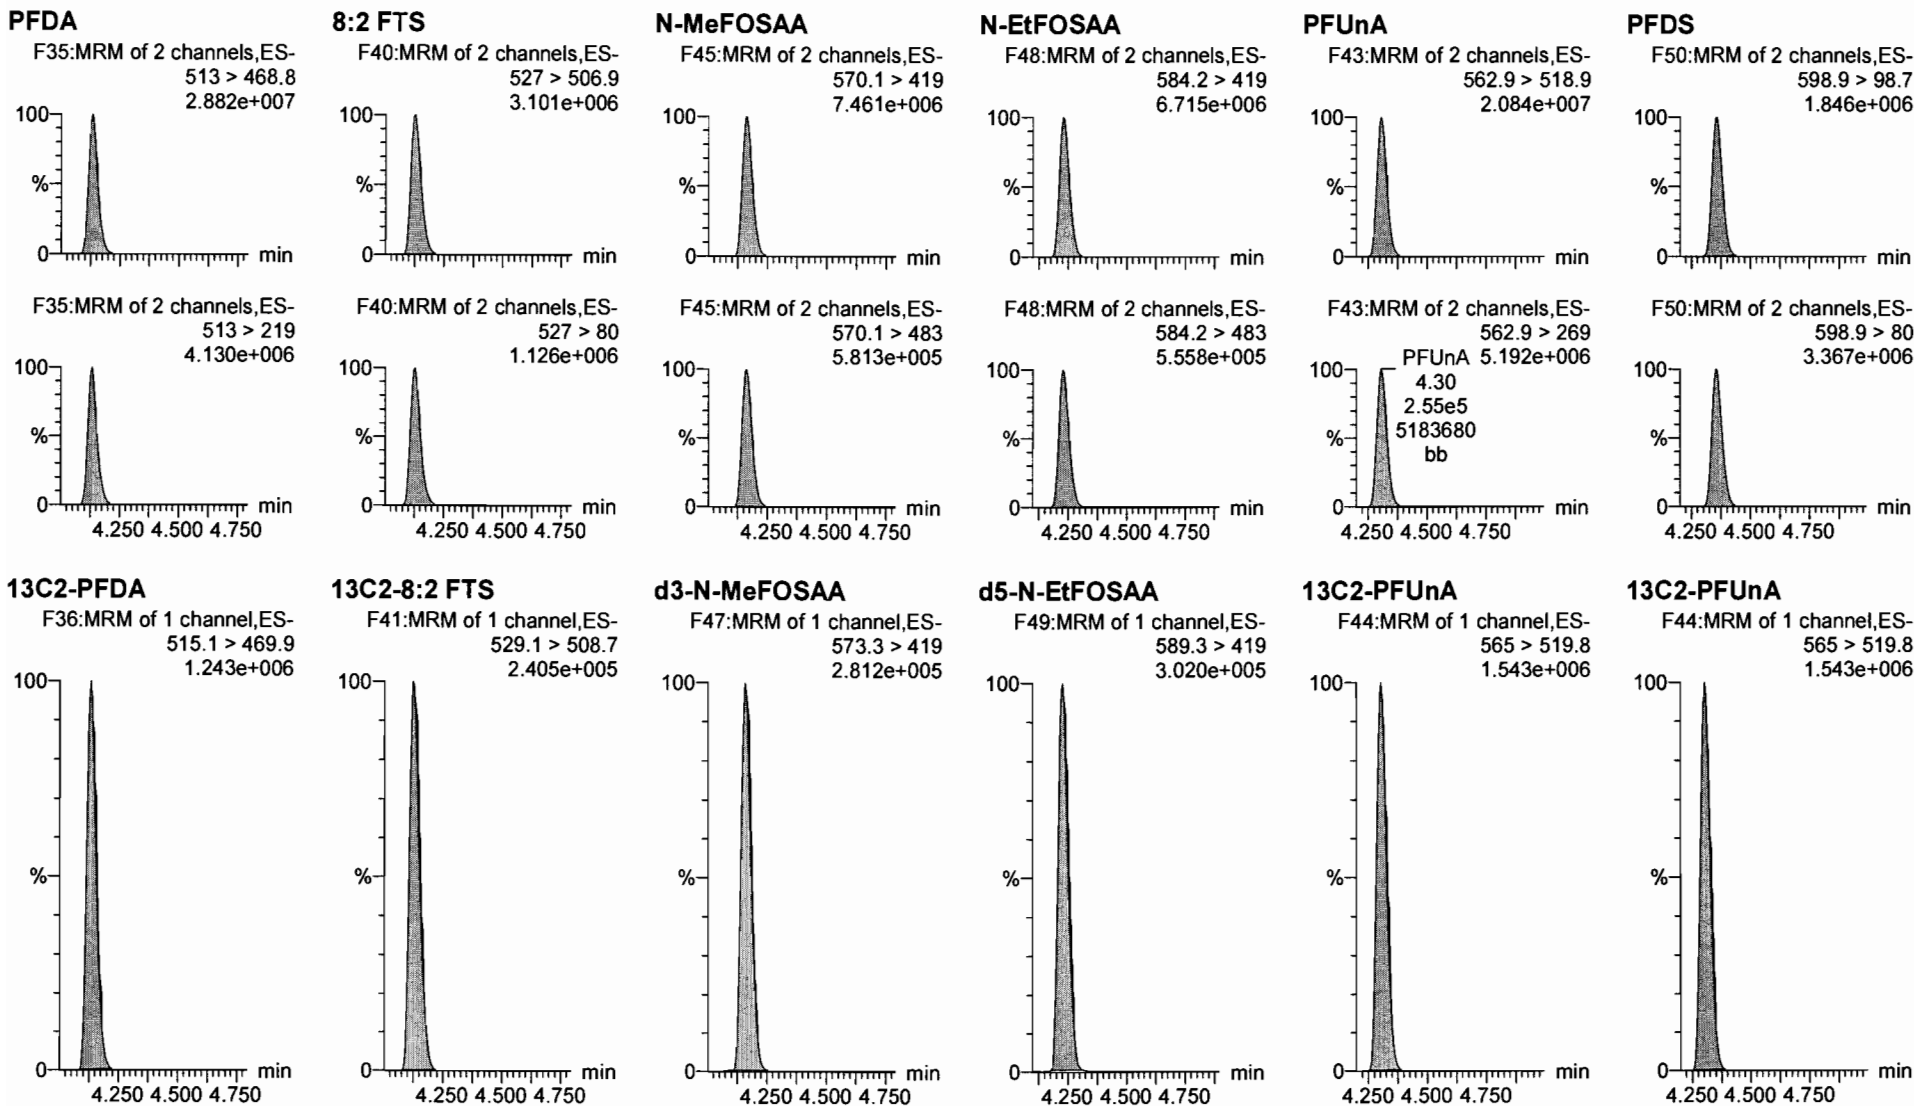 PFDA
F35:MRM of 2 channels,ES-
513 > 468.8
2.882e+007
100
%
0
min
F35:MRM of 2 channels,ES-
513 > 219
4.130e+006
100
%
0
min
4.250 4.500 4.750
8:2 FTS
F40:MRM of 2 channels,ES-
527 > 506.9
3.101e+006
100
%
0
min
F40:MRM of 2 channels,ES-
527 > 80
1.126e+006
100
%
0
min
4.250 4.500 4.750
N-MeFOSAA
F45:MRM of 2 channels,ES-
570.1 > 419
7.461e+006
100
%
0
min
F45:MRM of 2 channels,ES-
570.1 > 483
5.813e+005
100
%
0
min
4.250 4.500 4.750
N-EtFOSAA
F48:MRM of 2 channels,ES-
584.2 > 419
6.715e+006
100
%
0
min
F48:MRM of 2 channels,ES-
584.2 > 483
5.558e+005
100
%
0
min
4.250 4.500 4.750
PFUnA
F43:MRM of 2 channels,ES-
562.9 > 518.9
2.084e+007
100
%
0
min
F43:MRM of 2 channels,ES-
562.9 > 269
PFUnA 5.192e+006
4.30
2.55e5
5183680
bb
100
%
0
min
4.250 4.500 4.750
PFDS
F50:MRM of 2 channels,ES-
598.9 > 98.7
1.846e+006
100
%
0
min
F50:MRM of 2 channels,ES-
598.9 > 80
3.367e+006
100
%
0
min
4.250 4.500 4.750
13C2-PFDA
F36:MRM of 1 channel,ES-
515.1 > 469.9
1.243e+006
100
%
0
min
4.250 4.500 4.750
13C2-8:2 FTS
F41:MRM of 1 channel,ES-
529.1 > 508.7
2.405e+005
100
%
0
min
4.250 4.500 4.750
d3-N-MeFOSAA
F47:MRM of 1 channel,ES-
573.3 > 419
2.812e+005
100
%
0
min
4.250 4.500 4.750
d5-N-EtFOSAA
F49:MRM of 1 channel,ES-
589.3 > 419
3.020e+005
100
%
0
min
4.250 4.500 4.750
13C2-PFUnA
F44:MRM of 1 channel,ES-
565 > 519.8
1.543e+006
100
%
0
min
4.250 4.500 4.750
13C2-PFUnA
F44:MRM of 1 channel,ES-
565 > 519.8
1.543e+006
100
%
0
min
4.250 4.500 4.750